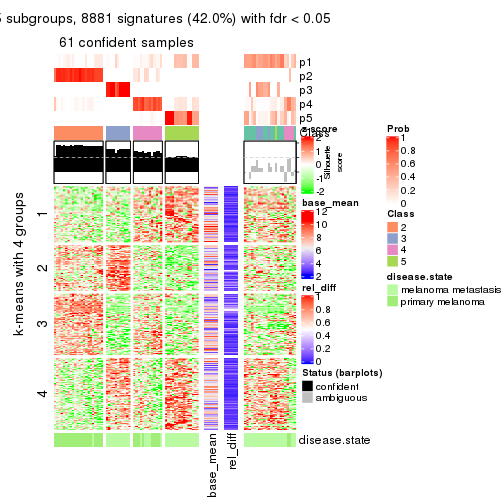 5 subgroups, 8881 signatures (42.0%) with fdr < 0.05
61 confident samples
p1
p2
p3
p4
p5
Class
Silhouette
score
1
2
3
4
k-means with 4 groups
base_mean
rel_diff
disease.state
z-score
2
1
0
-1
-2
base_mean
12
10
8
6
4
2
rel_diff
1
0.8
0.6
0.4
0.2
0
Status (barplots)
confident
ambiguous
Prob
1
0.8
0.6
0.4
0.2
0
Class
2
3
4
5
disease.state
melanoma metastasis
primary melanoma